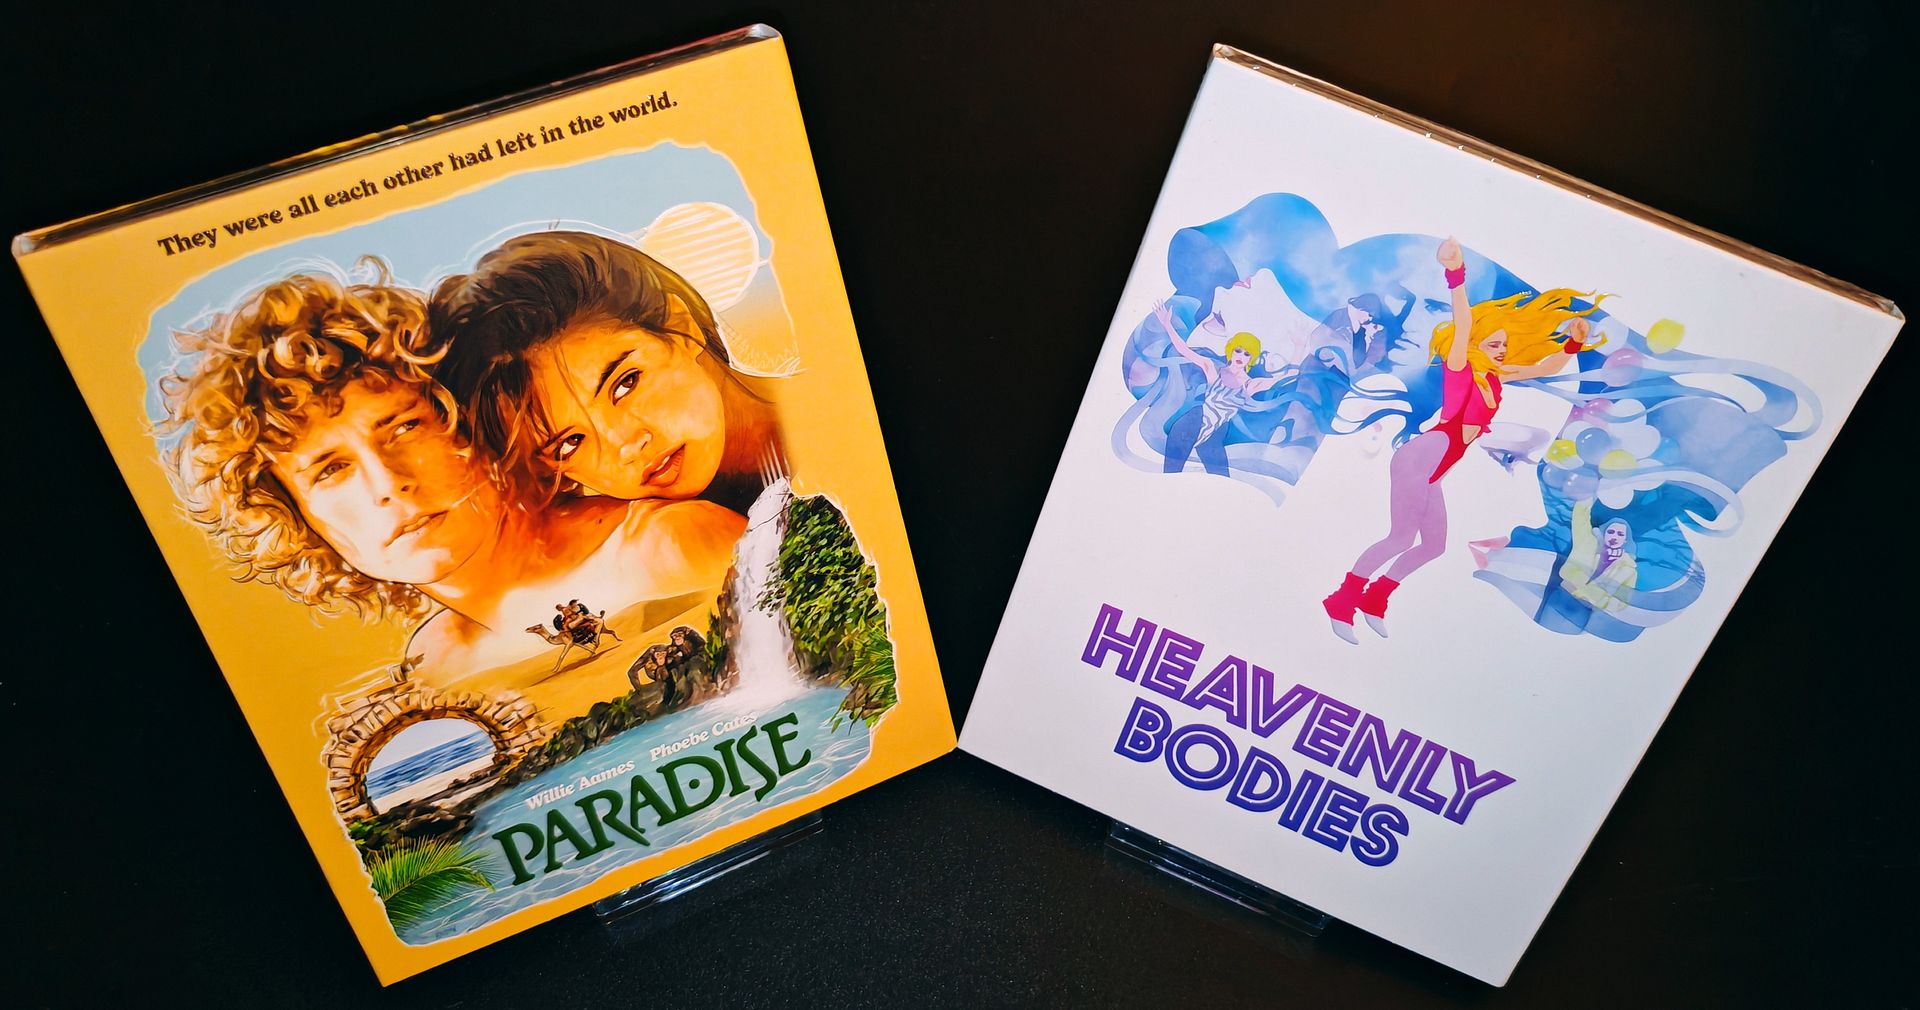 They were all each other had left in the world.
Willie Aames Phoebe Cates
PARADISE
HEAVENLY
BODIES